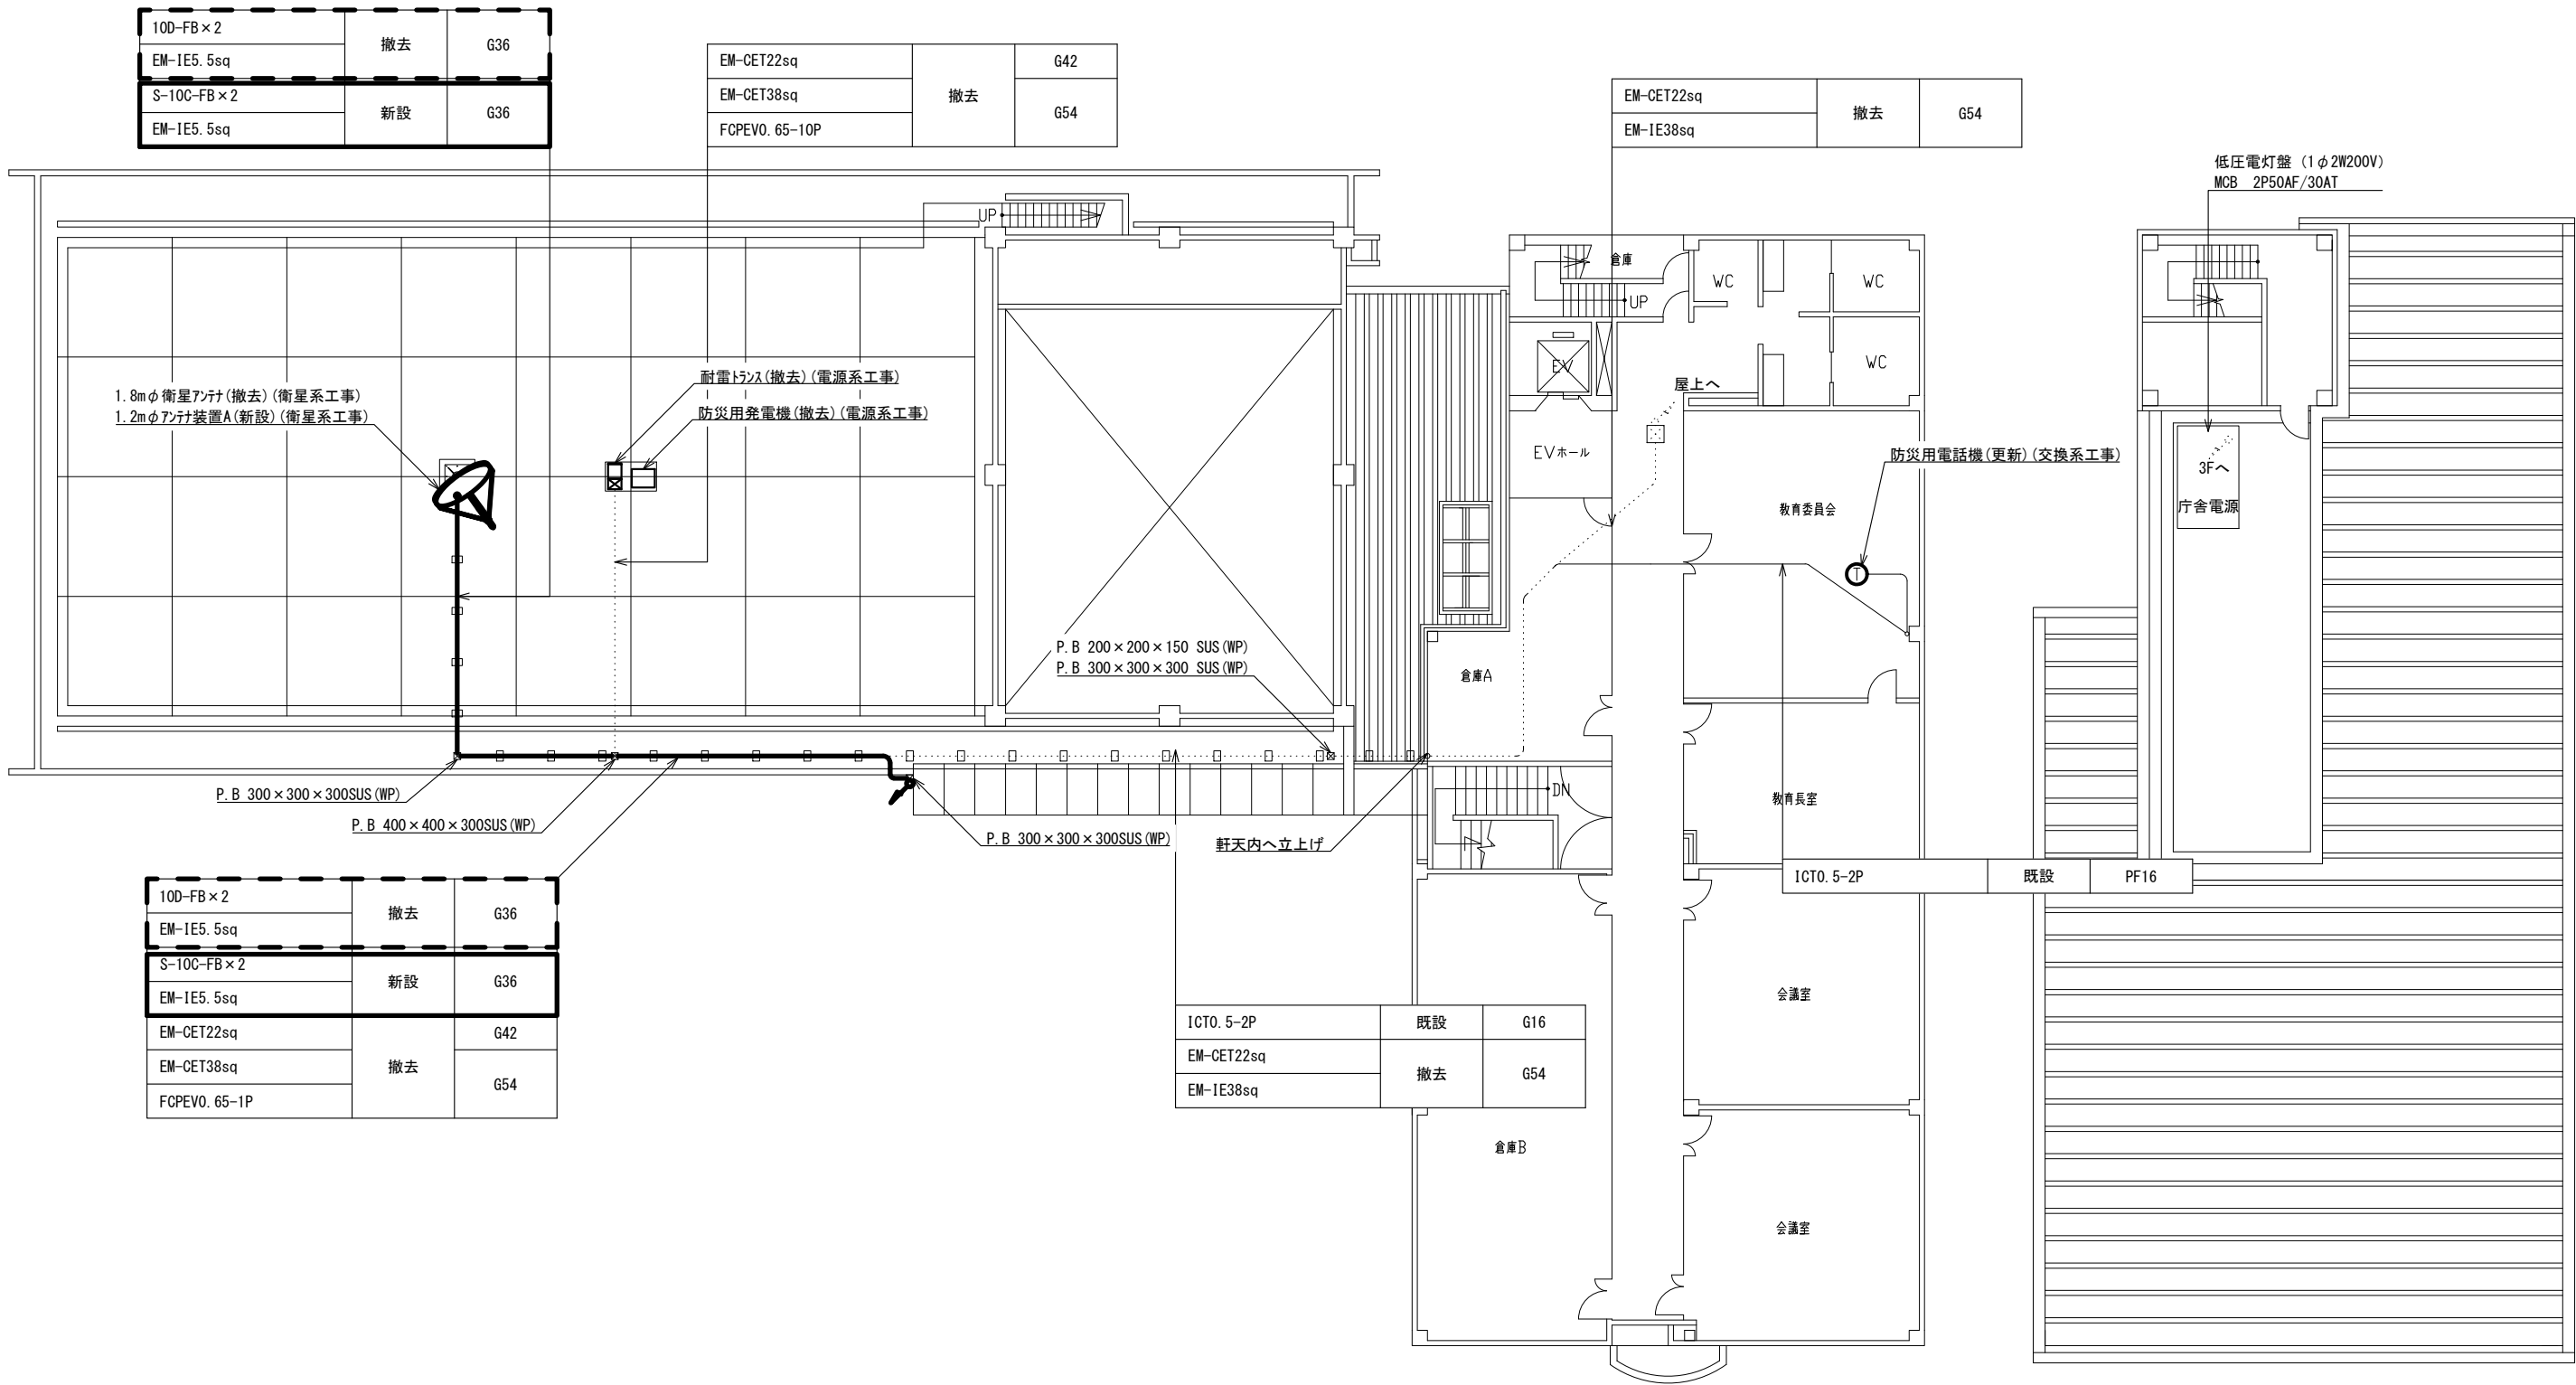 10D-FB×2
撤去
G36
EM-IE5.5sq
S-10C-FB×2
新設
G36
EM-IE5.5sq
EM-CET22sq
G42
EM-CET38sq
撤去
G54
FCPEV0.65-10P
EM-CET22sq
撤去
G54
EM-IE38sq
低圧電灯盤 (1φ2W200V)
MCB 2P50AF/30AT
UP
倉庫
UP
WC
WC
WC
EV
EVホール
屋上へ
1.8mφ衛星アンテナ(撤去)(衛星系工事)
1.2mφアンテナ装置A(新設)(衛星系工事)
耐雷トランス(撤去)(電源系工事)
防災用発電機(撤去)(電源系工事)
防災用電話機(更新)(交換系工事)
3Fへ
庁舎電源
教育委員会
T
P.B 200×200×150 SUS(WP)
P.B 300×300×300 SUS(WP)
倉庫A
DN
教育長室
P.B 300×300×300SUS(WP)
P.B 400×400×300SUS(WP)
P.B 300×300×300SUS(WP)
軒天内へ立上げ
ICT0.5-2P
既設
PF16
10D-FB×2
撤去
G36
EM-IE5.5sq
S-10C-FB×2
新設
G36
EM-IE5.5sq
EM-CET22sq
G42
EM-CET38sq
撤去
G54
FCPEV0.65-1P
ICT0.5-2P
既設
G16
EM-CET22sq
撤去
G54
EM-IE38sq
会議室
倉庫B
会議室